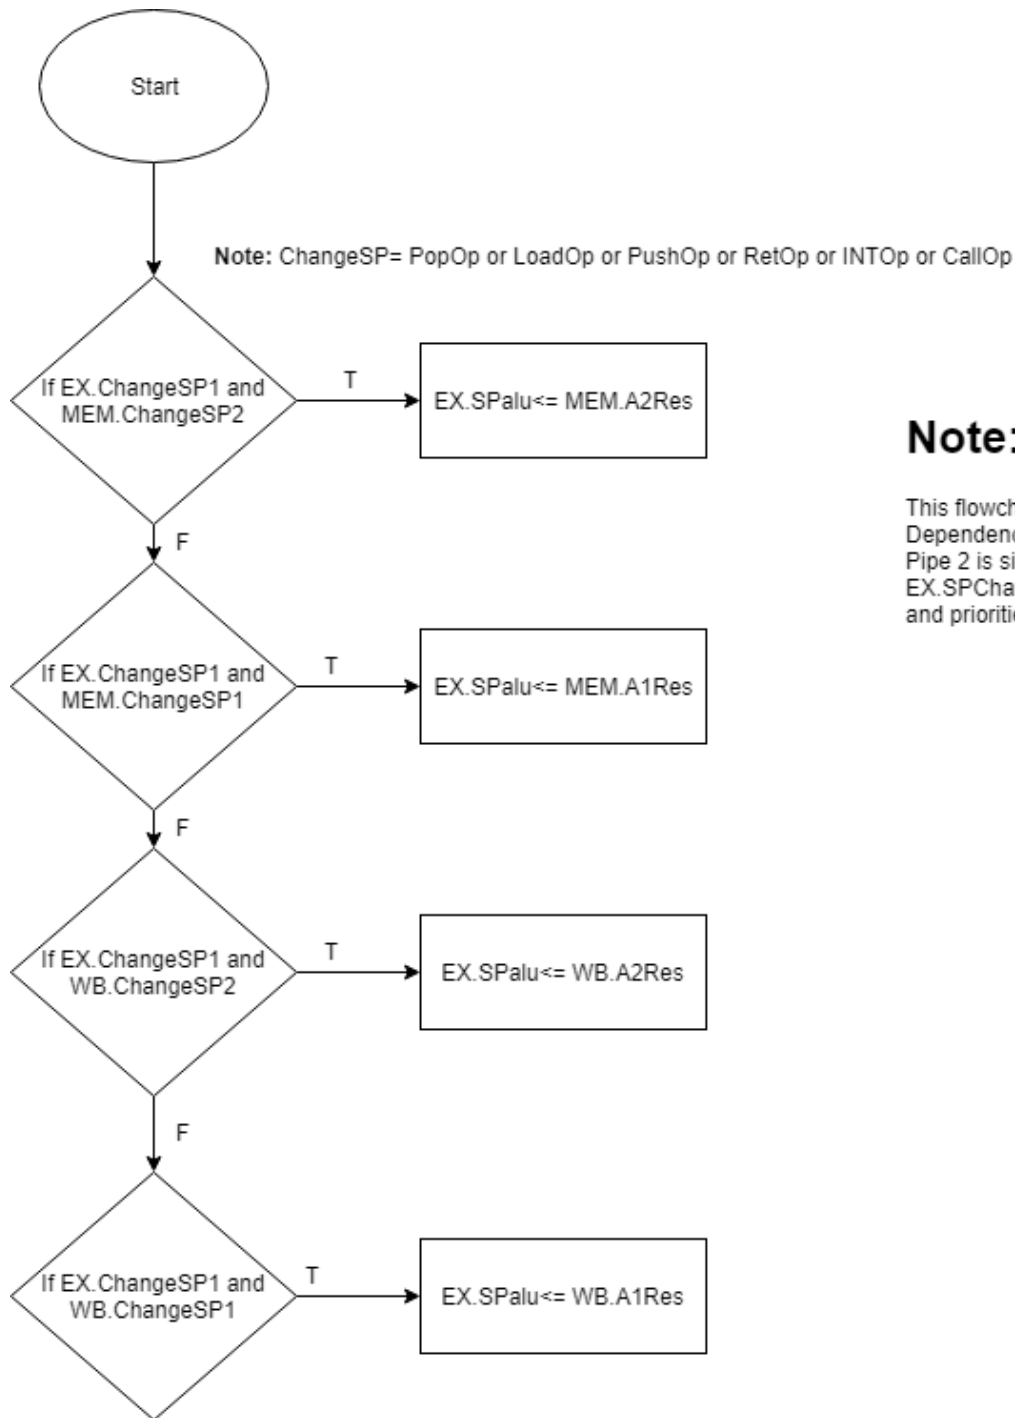 Start
Note: ChangeSP= PopOp or LoadOp or PushOp or RetOp or INTOp or CallOp
If EX.ChangeSP1 and
MEM.ChangeSP2
T
EX.SPalu<= MEM.A2Res
Note:
This flowch
Dependenc
Pipe 2 is si
EX.SPCha
and prioriti
F
If EX.ChangeSP1 and
MEM.ChangeSP1
T
EX.SPalu<= MEM.A1Res
F
If EX.ChangeSP1 and
WB.ChangeSP2
T
EX.SPalu<= WB.A2Res
F
If EX.ChangeSP1 and
WB.ChangeSP1
T
EX.SPalu<= WB.A1Res